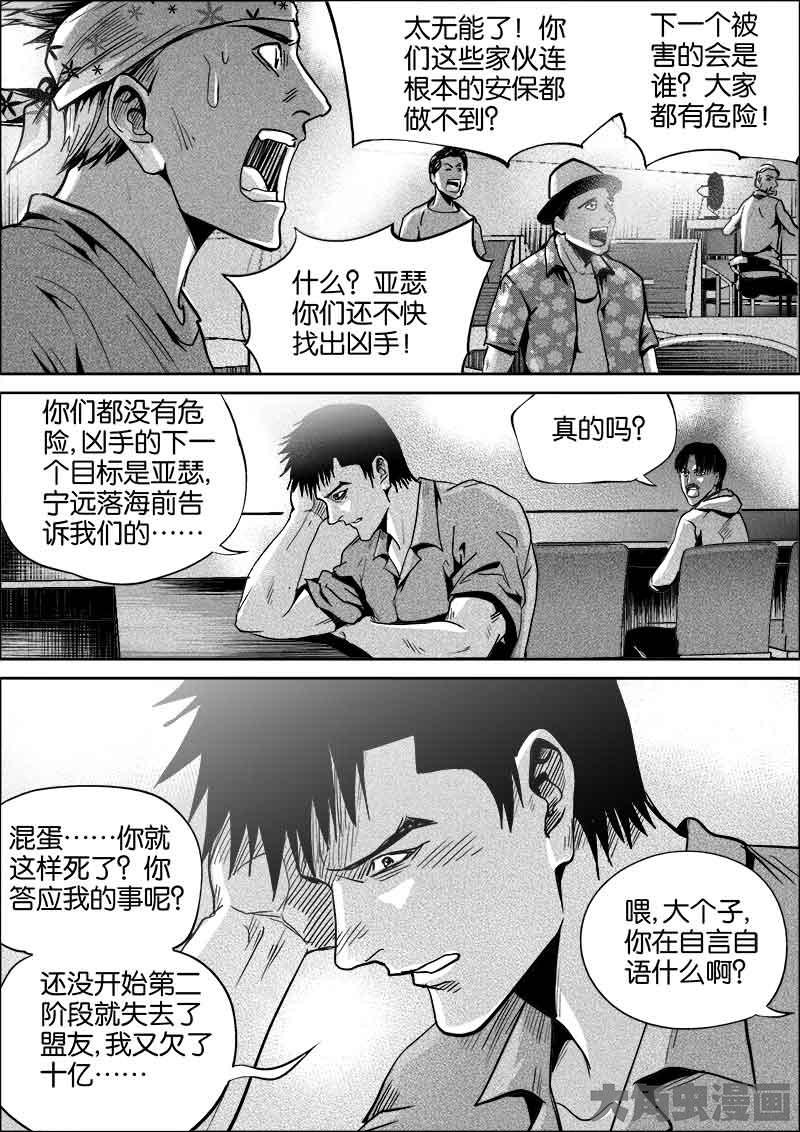 太无能了！你
们这些家伙连
根本的安保都
做不到？
下一个被
害的会是
谁？大家
都有危险！
什么？亚瑟
你们还不快
找出凶手！
你们都没有危
险，凶手的下一
个目标是亚瑟，
宁远落海前告
诉我们的……
真的吗？
混蛋……你就
这样死了？你
答应我的事呢？
还没开始第二
阶段就失去了
盟友，我又欠了
十亿……
喂，大个子，
你在自言自
语什么啊？
大角虫漫画